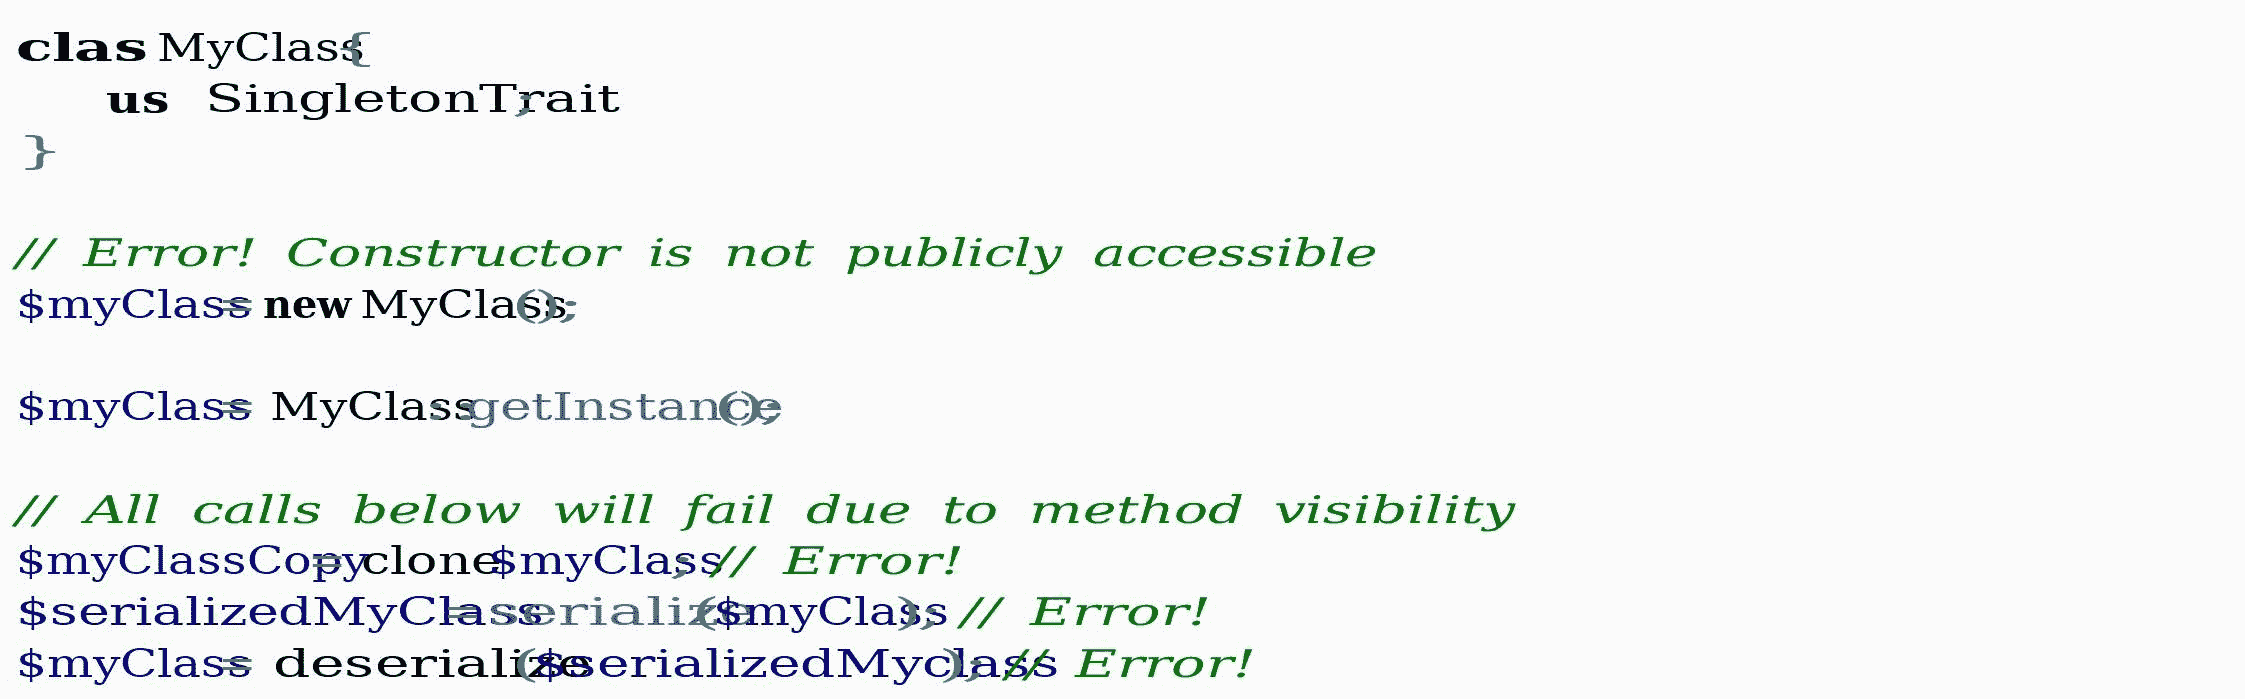 clas MyClass {
us SingletonTrait;
}
// Error! Constructor is not publicly accessible
$myClass = new MyClass();
$myClass = MyClass::getInstance();
// All calls below will fail due to method visibility
$myClassCopy = clone $myClass; // Error!
$serializedMyClass = serialize($myClass); // Error!
$myClass = deserialize($serializedMyclass); // Error!